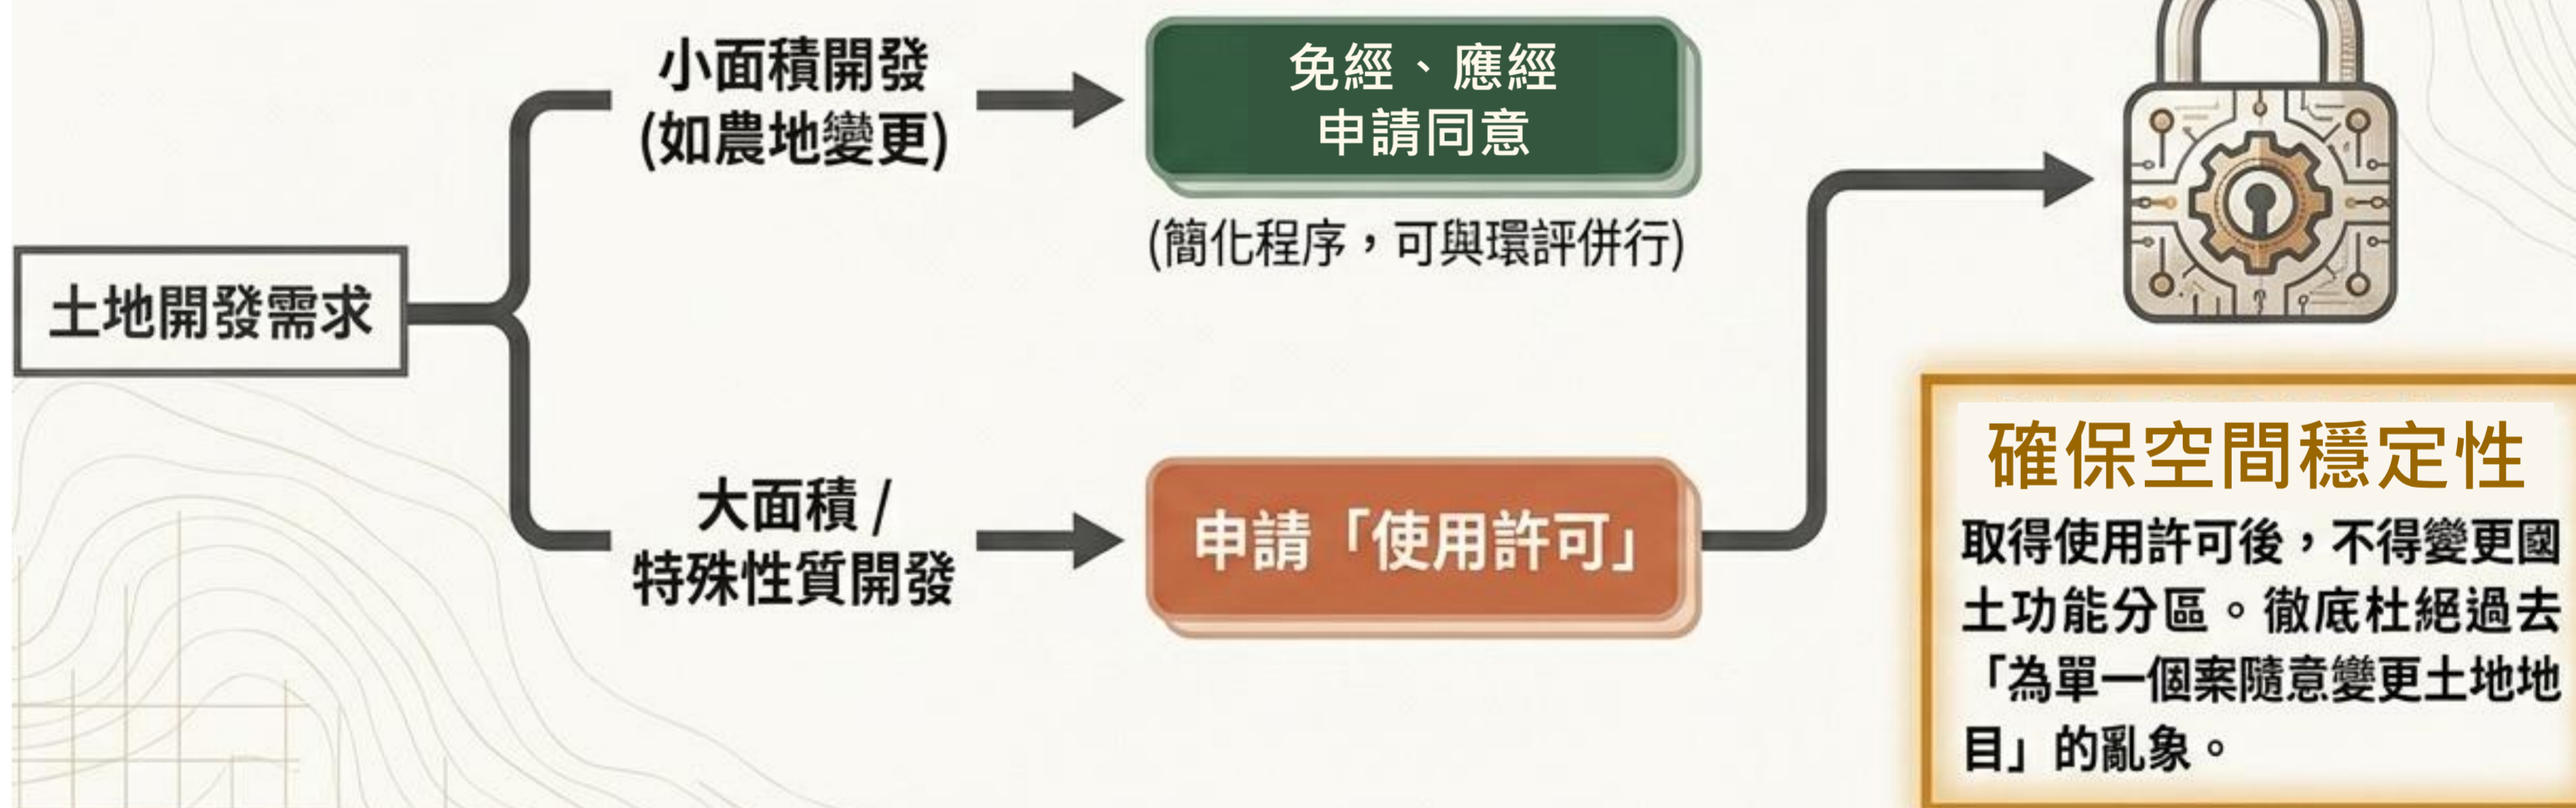 土地開發需求
小面積開發
(如農地變更)
免經、應經
申請同意
(簡化程序，可與環評併行)
大面積 /
特殊性質開發
申請「使用許可」
確保空間穩定性
取得使用許可後，不得變更國
土功能分區。徹底杜絕過去
「為單一個案隨意變更土地地
目」的亂象。